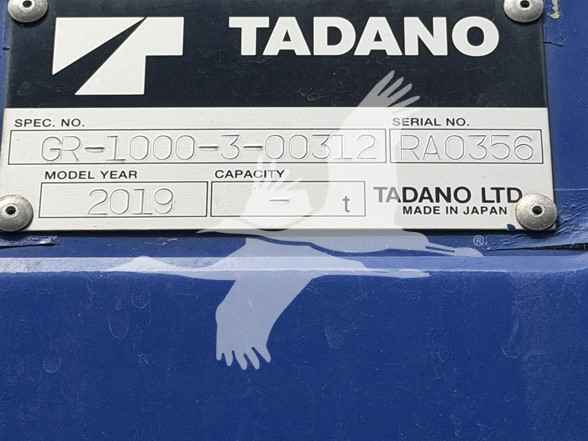 TADANO
SPEC. NO. SERIAL NO.
GR-1000-3-00312 RA0356
MODEL YEAR CAPACITY
2019 - t TADANO LTD.
MADE IN JAPAN
®